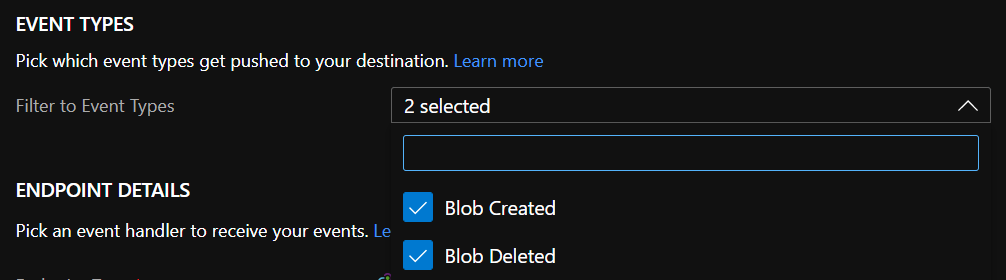 EVENT TYPES
Pick which event types get pushed to your destination. Learn more
Filter to Event Types
2 selected
Blob Created
Blob Deleted
ENDPOINT DETAILS
Pick an event handler to receive your events. Le